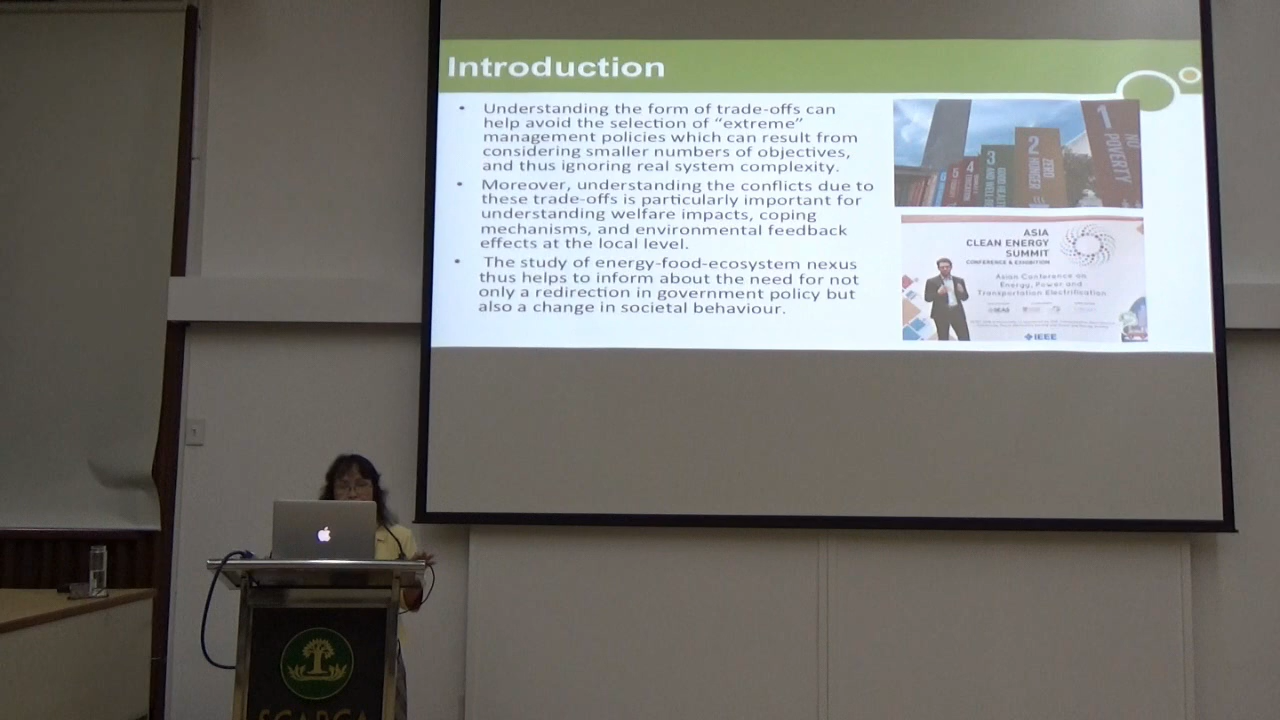 Introduction
• Understanding the form of trade-offs can
help avoid the selection of “extreme”
management policies which can result from
considering smaller numbers of objectives,
and thus ignoring real system complexity.
• Moreover, understanding the conflicts due to
these trade-offs is particularly important for
understanding welfare impacts, coping
mechanisms, and environmental feedback
effects at the local level.
• The study of energy-food-ecosystem nexus
thus helps to inform about the need for not
only a redirection in government policy but
also a change in societal behaviour.
1 NO POVERTY
2 ZERO HUNGER
3 GOOD HEALTH
4
5
6
ASIA
CLEAN ENERGY
SUMMIT
CONFERENCE & EXHIBITION
Asian Conference on
Energy, Power and
Transportation Electrification
IEEE